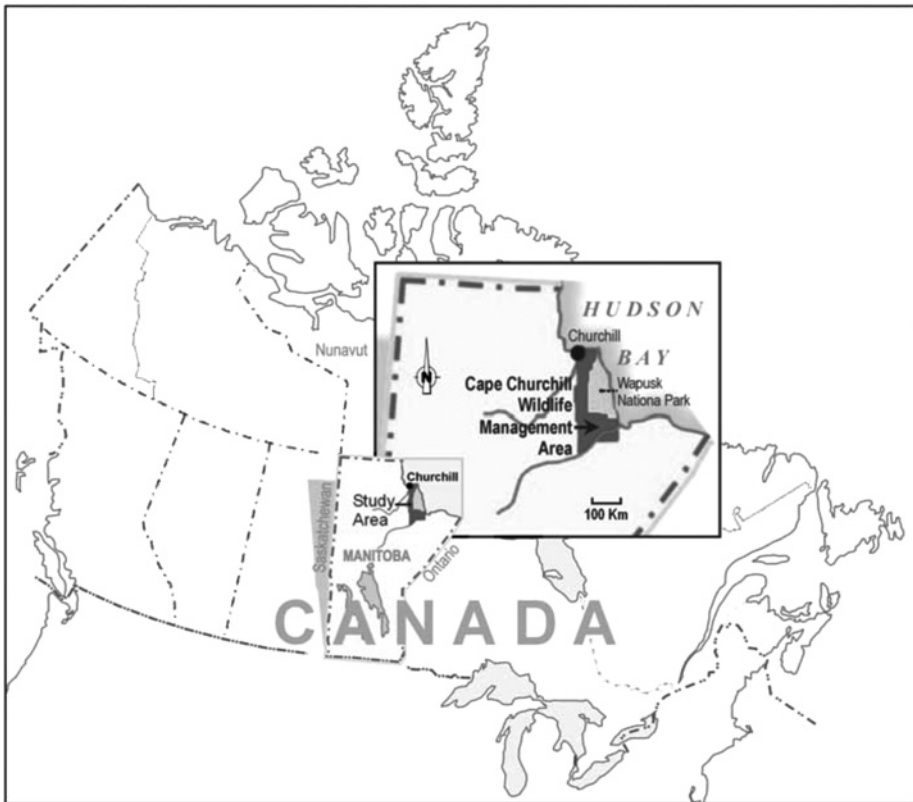 Nunavut
HUDSON
BAY
Churchill
Cape Churchill
Wildlife
Management
Area
Wapusk
Nationa Park
N
100 Km
Churchill
Study
Area
Saskatchewan
MANITOBA
Ontario
CANADA